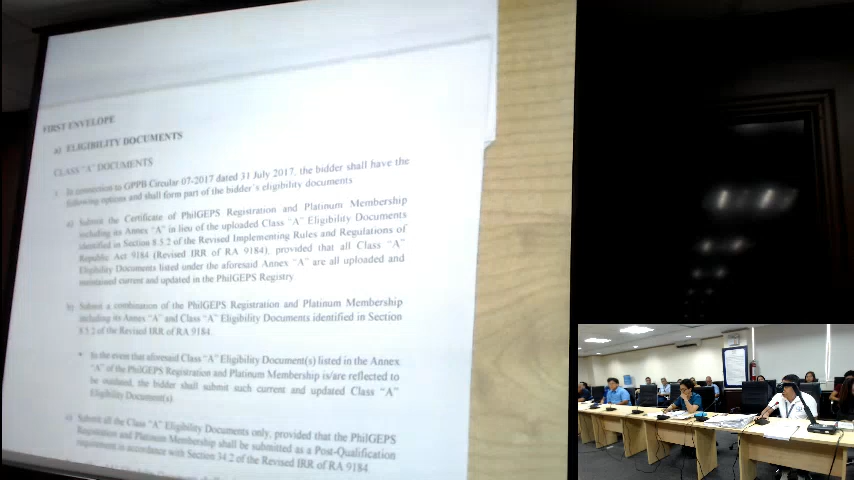 FIRST ENVELOPE
a) ELIGIBILITY DOCUMENTS
CLASS "A" DOCUMENTS
In connection to GPPB Circular 07-2017 dated 31 July 2017, the bidder shall have the
following options and shall form part of the bidder's eligibility documents
a) Submit the Certificate of PhilGEPS Registration and Platinum Membership
including its Annex "A" in lieu of the uploaded Class "A" Eligibility Documents
identified in Section 8.5.2 of the Revised Implementing Rules and Regulations of
Republic Act 9184 (Revised IRR of RA 9184), provided that all Class "A"
Eligibility Documents listed under the aforesaid Annex "A" are all uploaded and
maintained current and updated in the PhilGEPS Registry.
b) Submit a combination of the PhilGEPS Registration and Platinum Membership
including its Annex "A" and Class "A" Eligibility Documents identified in Section
8.5.2 of the Revised IRR of RA 9184.
• In the event that aforesaid Class "A" Eligibility Document(s) listed in the Annex
"A" of the PhilGEPS Registration and Platinum Membership is/are reflected to
be outdated, the bidder shall submit such current and updated Class "A"
Eligibility Document(s).
c) Submit all the Class "A" Eligibility Documents only, provided that the PhilGEPS
Registration and Platinum Membership shall be submitted as a Post-Qualification
requirement in accordance with Section 34.2 of the Revised IRR of RA 9184.